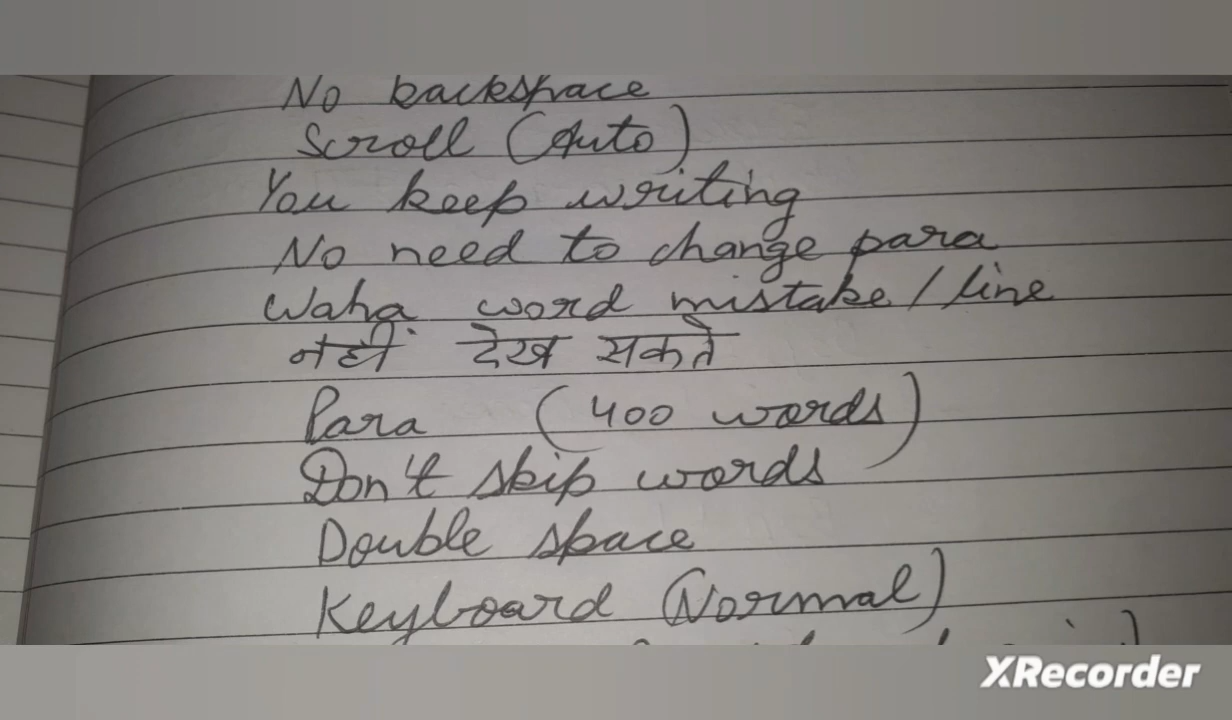 No backspace
Scroll (Auto)
You keep writing
No need to change para
Waha word mistake / line
नहीं देख सकते
Para (400 words)
Don't skip words
Double space
Keyboard (Normal)
XRecorder